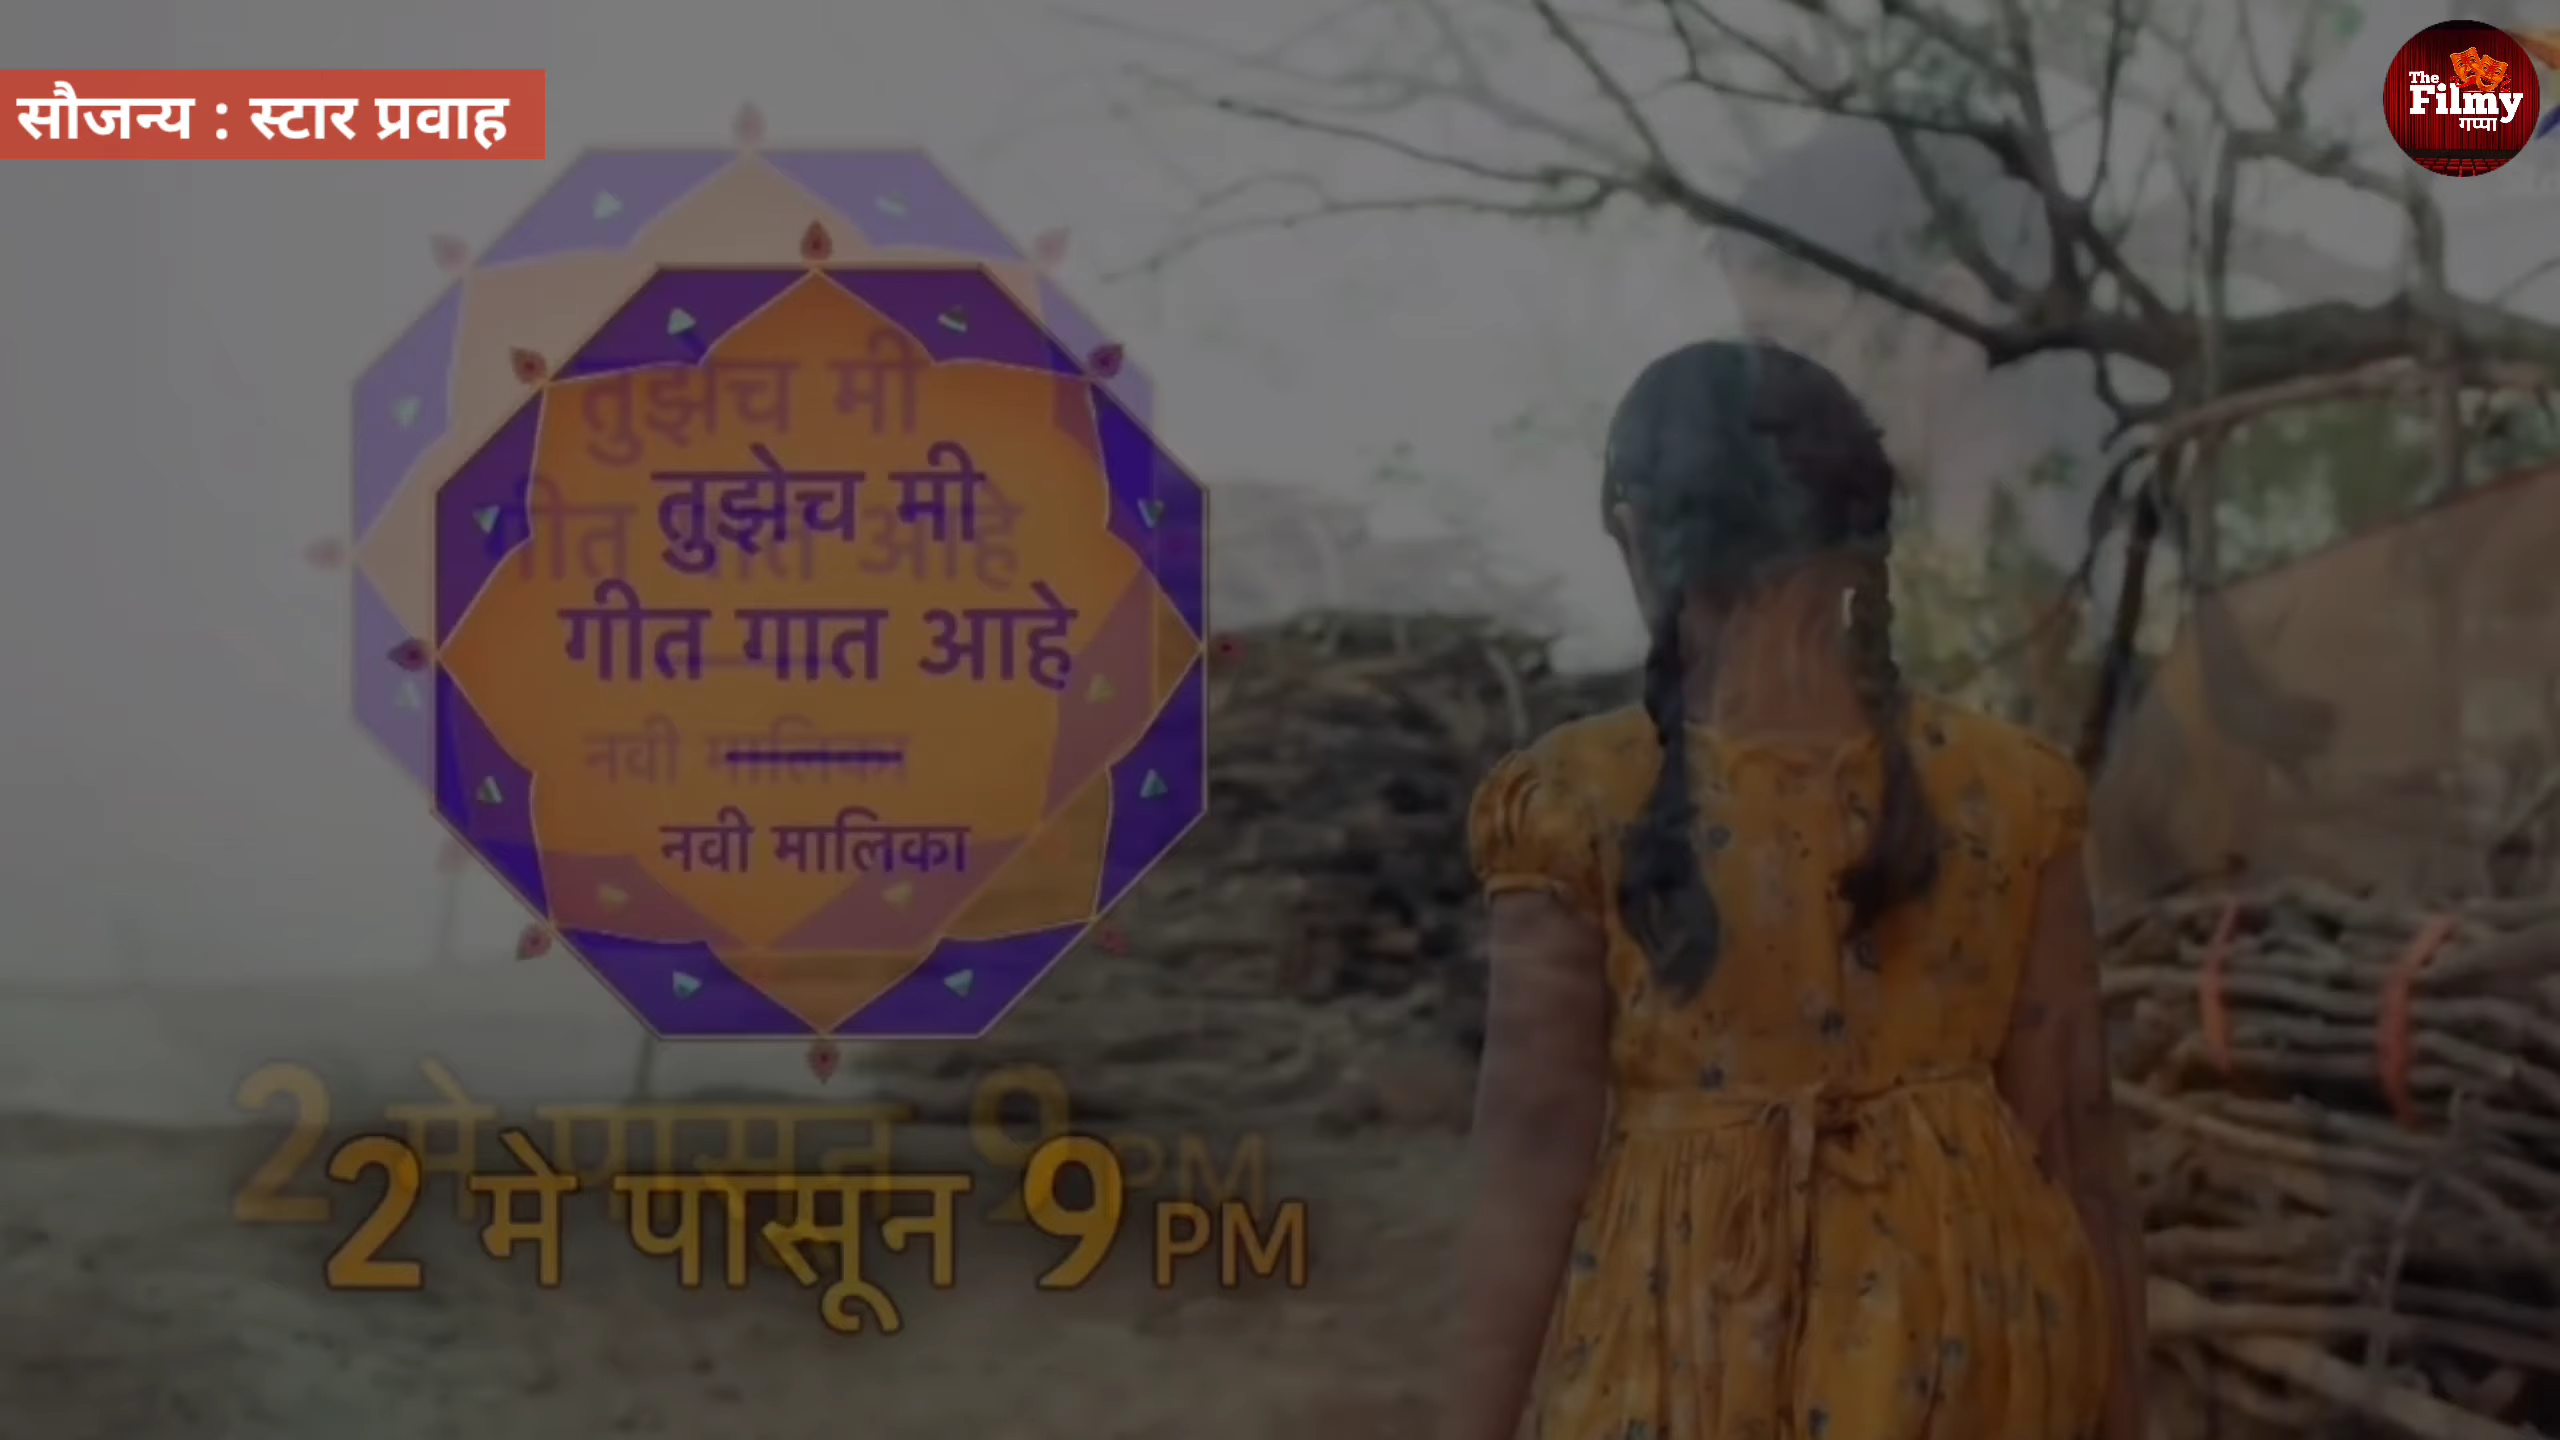 सौजन्य : स्टार प्रवाह
The
Filmy
गप्पा
तुझेच मी
गीत गात आहे
नवी मालिका
2 मे पासून 9 PM